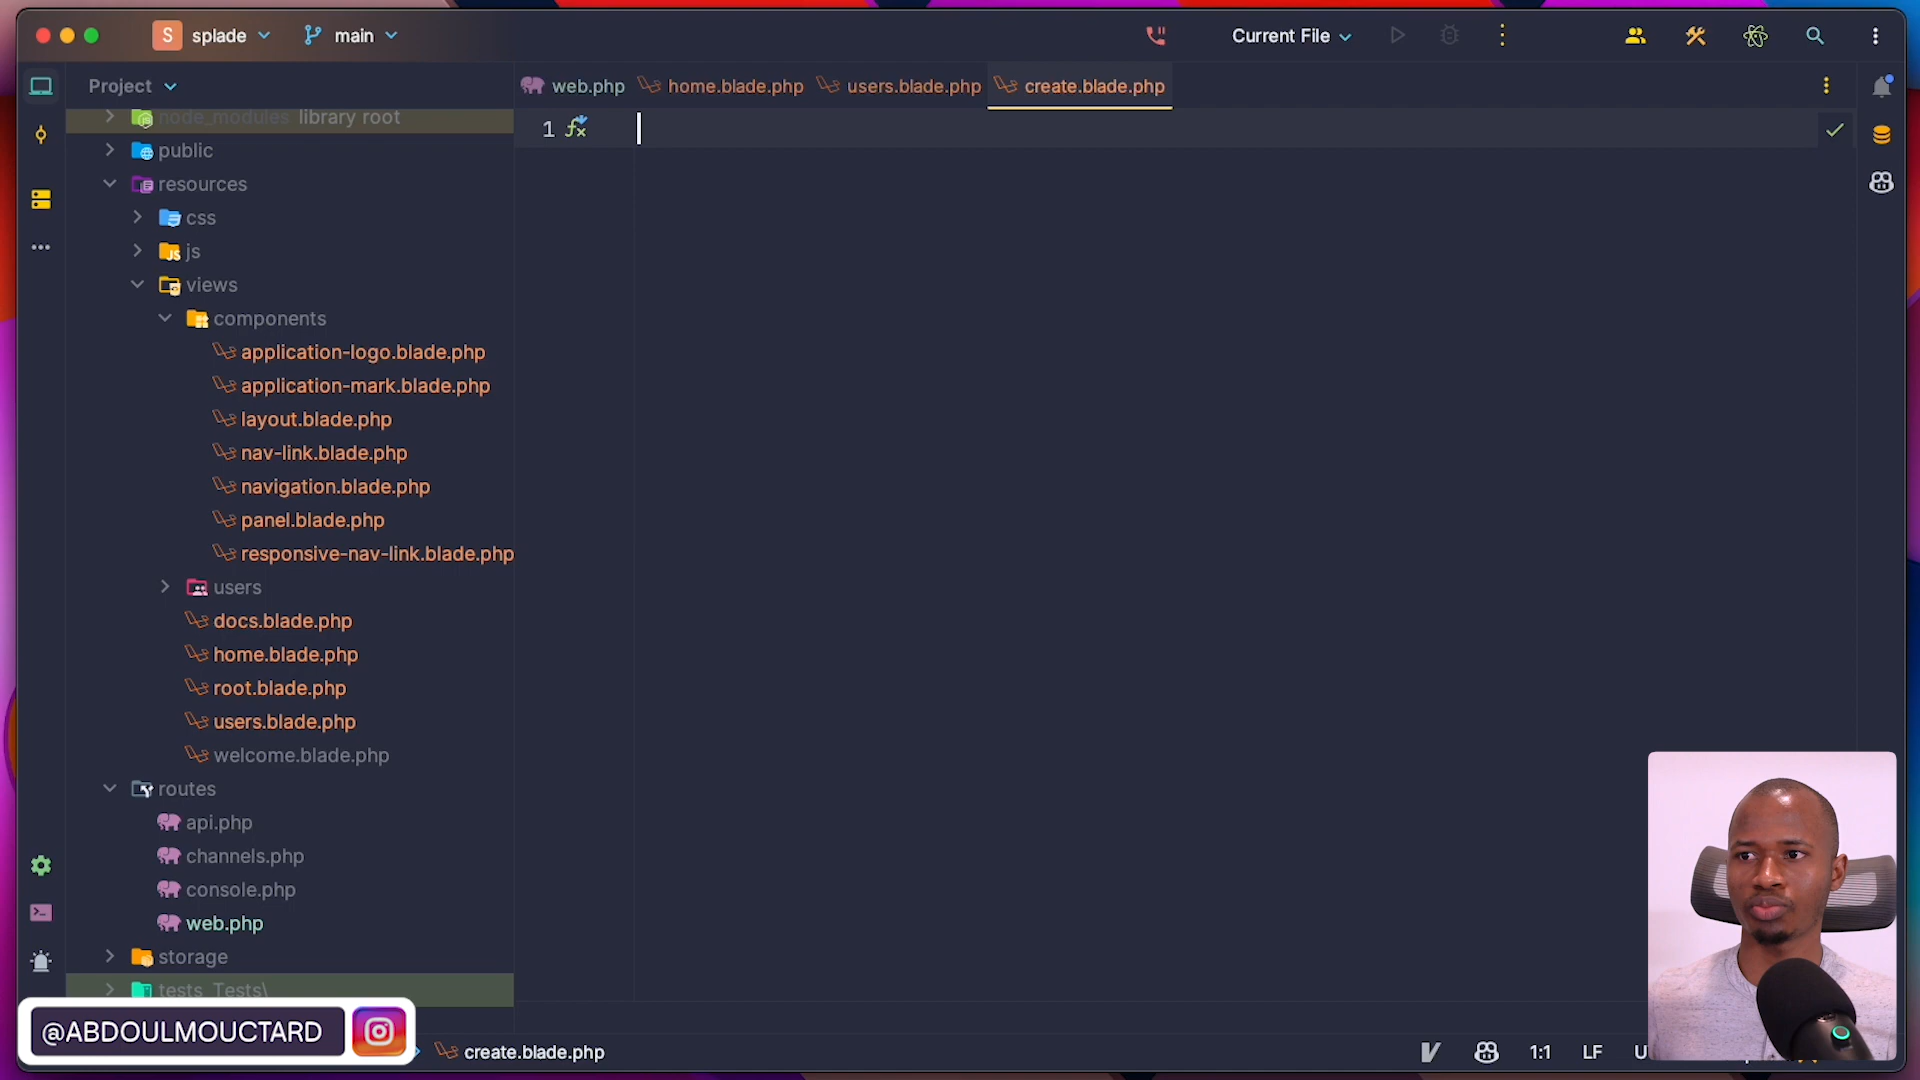 S splade main Current File
Project web.php home.blade.php users.blade.php create.blade.php
node_modules library root
1
public
resources
css
js
views
components
application-logo.blade.php
application-mark.blade.php
layout.blade.php
nav-link.blade.php
navigation.blade.php
panel.blade.php
responsive-nav-link.blade.php
users
docs.blade.php
home.blade.php
root.blade.php
users.blade.php
welcome.blade.php
routes
api.php
channels.php
console.php
web.php
storage
tests Tests\
@ABDOULMOUCTARD
create.blade.php 1:1 LF